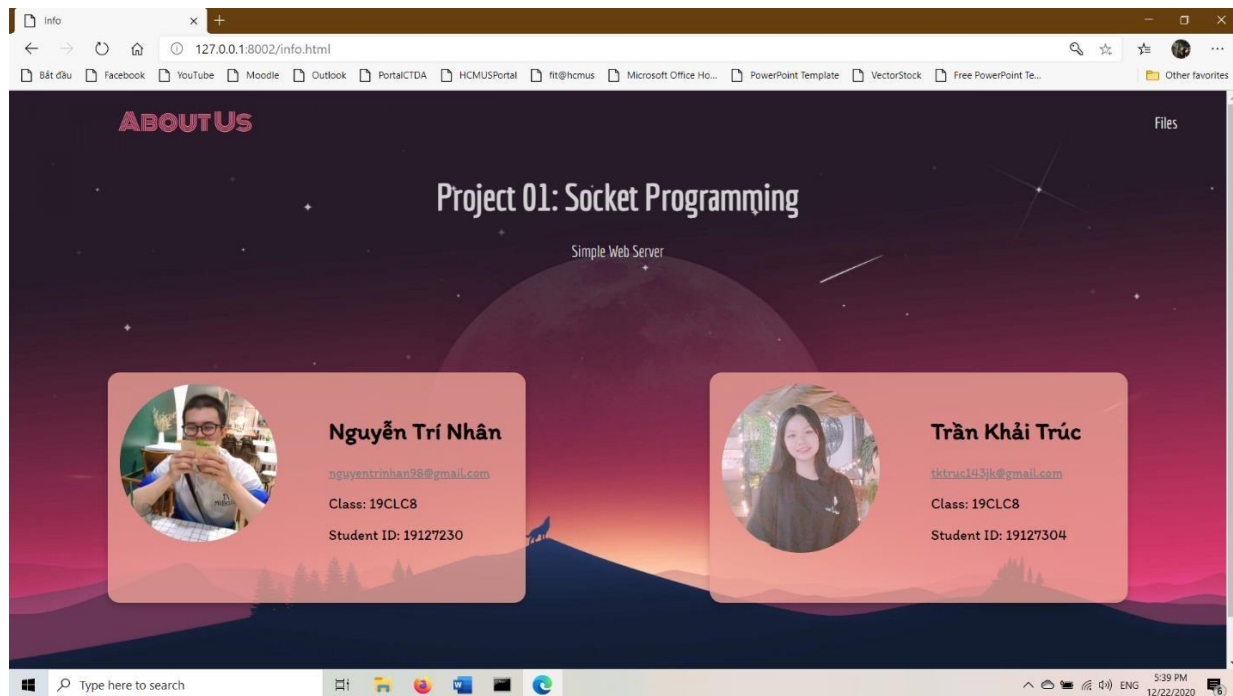 Info
127.0.0.1:8002/info.html
Bắt đầu Facebook YouTube Moodle Outlook PortalCTDA HCMUSPortal fit@hcmus Microsoft Office Ho... PowerPoint Template VectorStock Free PowerPoint Te... Other favorites
ABOUT US
Files
Project 01: Socket Programming
Simple Web Server
Nguyễn Trí Nhân
nguyentrinhan98@gmail.com
Class: 19CLC8
Student ID: 19127230
Trần Khải Trúc
tktruc143jk@gmail.com
Class: 19CLC8
Student ID: 19127304
Type here to search
ENG
5:39 PM
12/22/2020
6